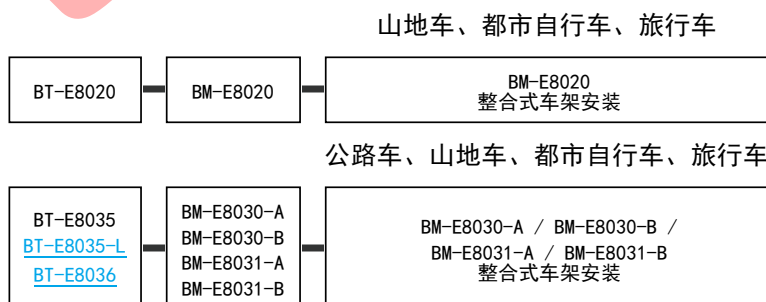 山地车、都市自行车、旅行车
BT-E8020
BM-E8020
BM-E8020
整合式车架安装
公路车、山地车、都市自行车、旅行车
BT-E8035
BT-E8035-L
BT-E8036
BM-E8030-A
BM-E8030-B
BM-E8031-A
BM-E8031-B
BM-E8030-A / BM-E8030-B /
BM-E8031-A / BM-E8031-B
整合式车架安装